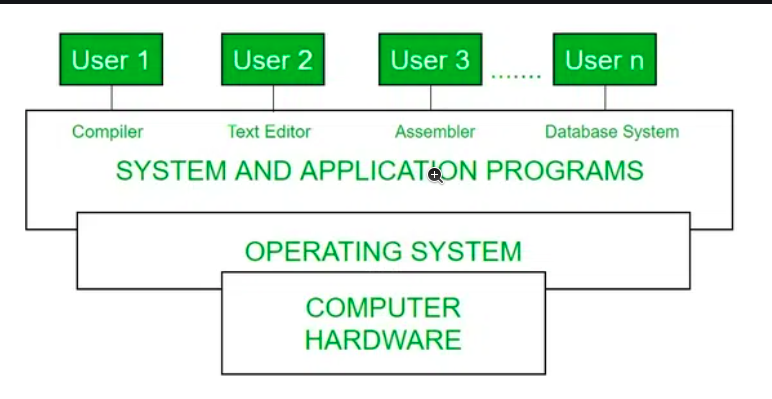 User 1 User 2 User 3 ....... User n
Compiler Text Editor Assembler Database System
SYSTEM AND APPLICATION PROGRAMS
OPERATING SYSTEM
COMPUTER
HARDWARE